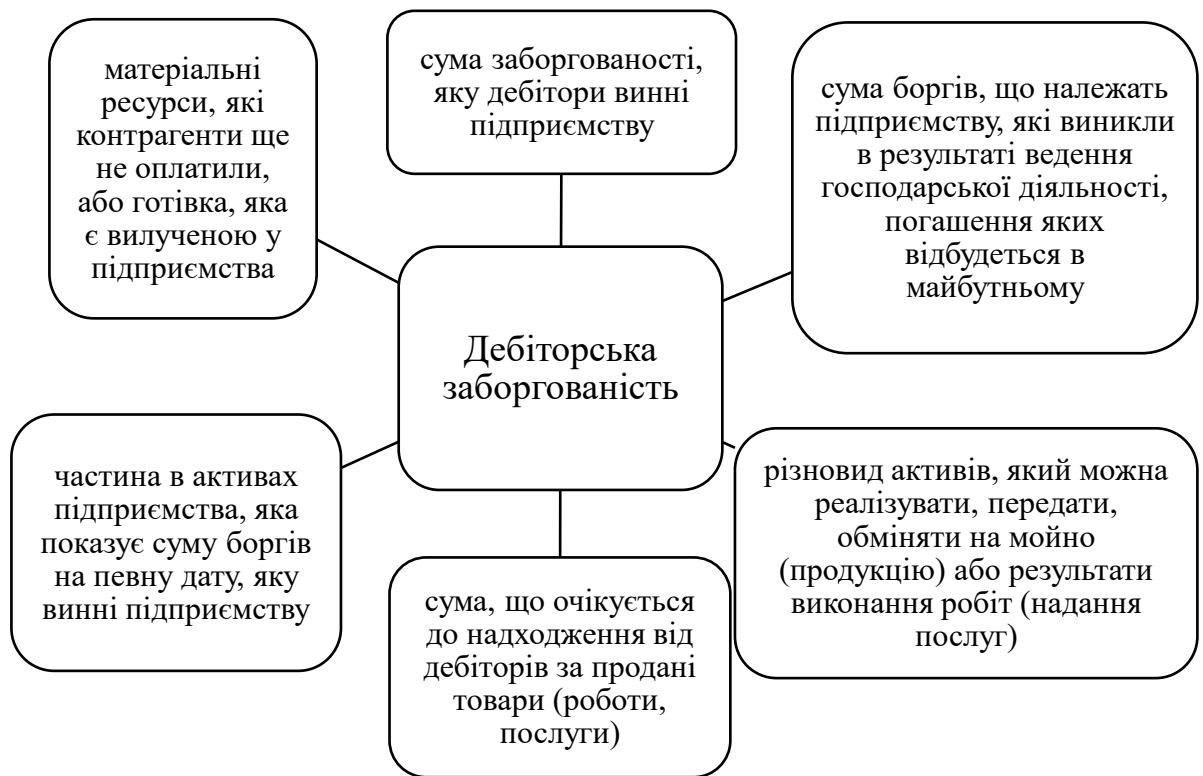 матеріальні
ресурси, які
контрагенти ще
не оплатили,
або готівка, яка
є вилученою у
підприємства
сума заборгованості,
яку дебітори винні
підприємству
сума боргів, що належать
підприємству, які виникли
в результаті ведення
господарської діяльності,
погашення яких
відбудеться в
майбутньому
Дебіторська
заборгованість
частина в активах
підприємства, яка
показує суму боргів
на певну дату, яку
винні підприємству
сума, що очікується
до надходження від
дебіторів за продані
товари (роботи,
послуги)
різновид активів, який можна
реалізувати, передати,
обміняти на мойно
(продукцію) або результати
виконання робіт (надання
послуг)